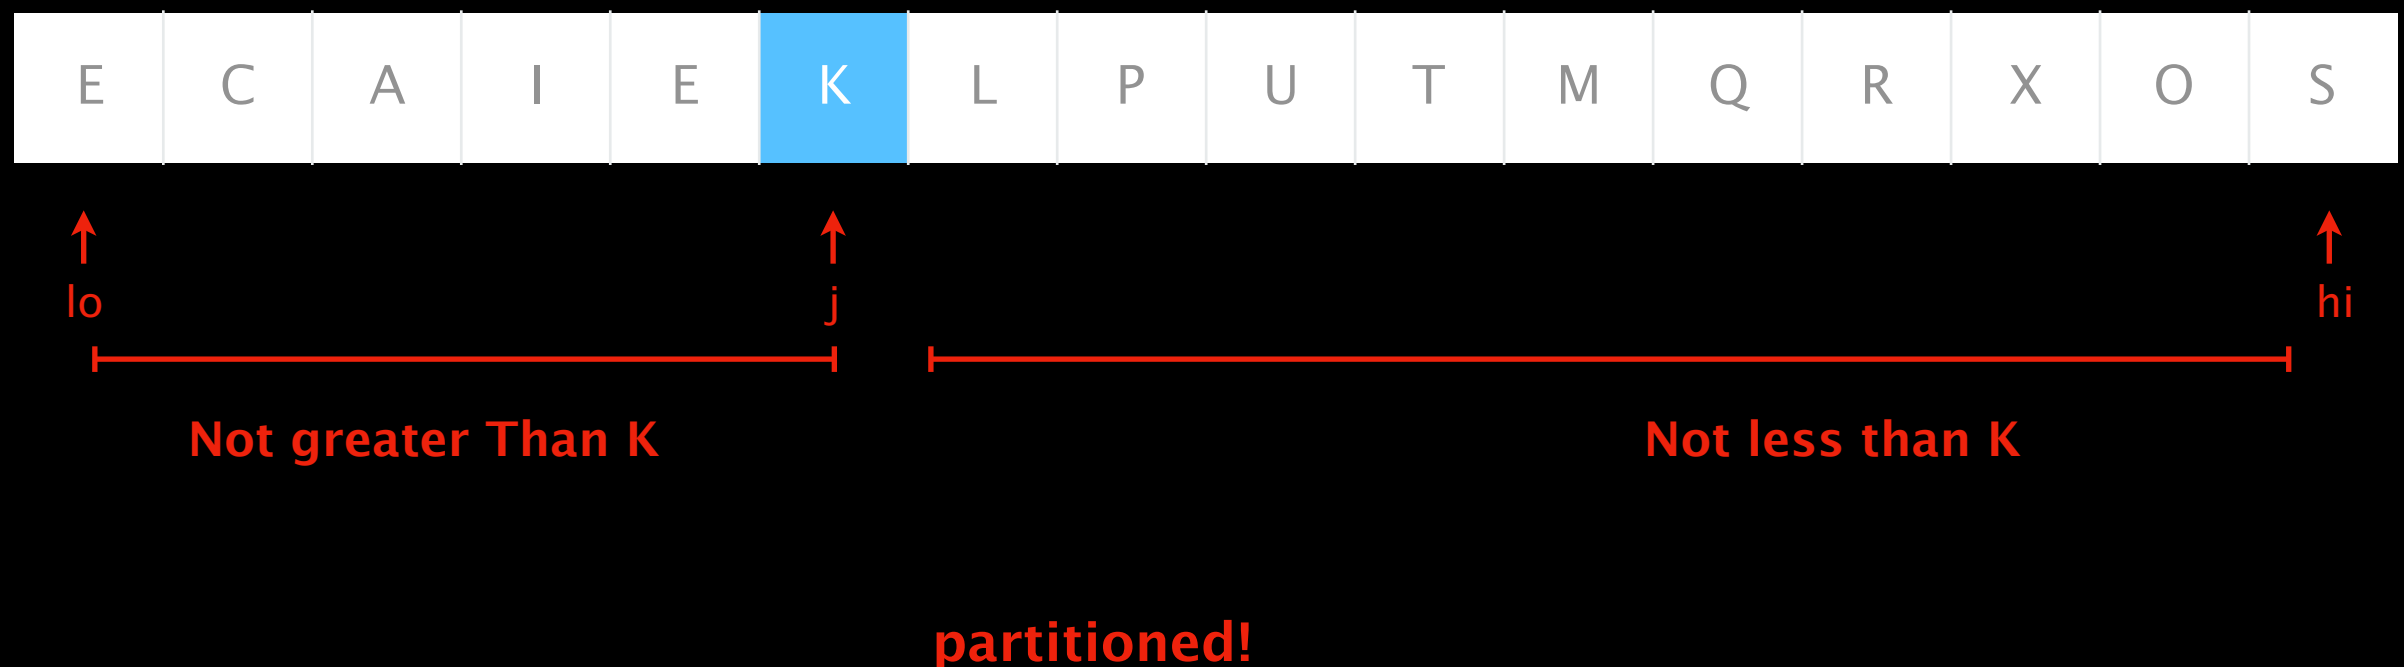 E C A I E K L P U T M Q R X O S
lo j hi
Not greater Than K Not less than K
partitioned!